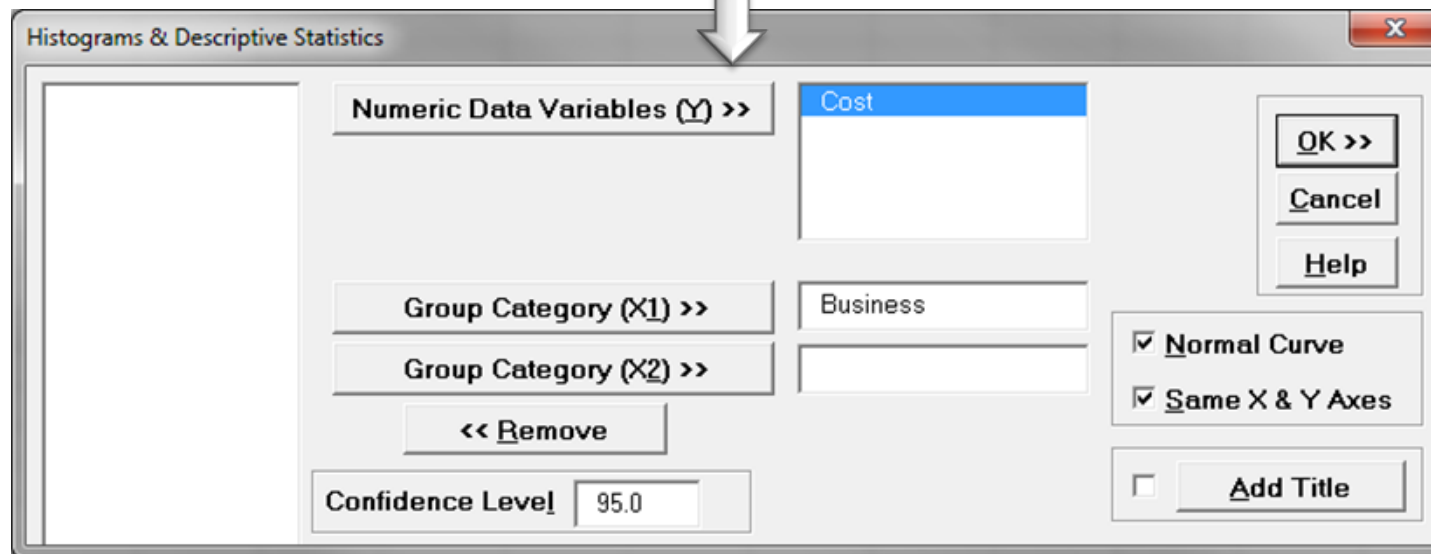 Histograms & Descriptive Statistics
Numeric Data Variables (Y) >>
Cost
OK >>
Cancel
Help
Group Category (X1) >>
Business
Group Category (X2) >>
Normal Curve
Same X & Y Axes
<< Remove
Confidence Level
95.0
Add Title